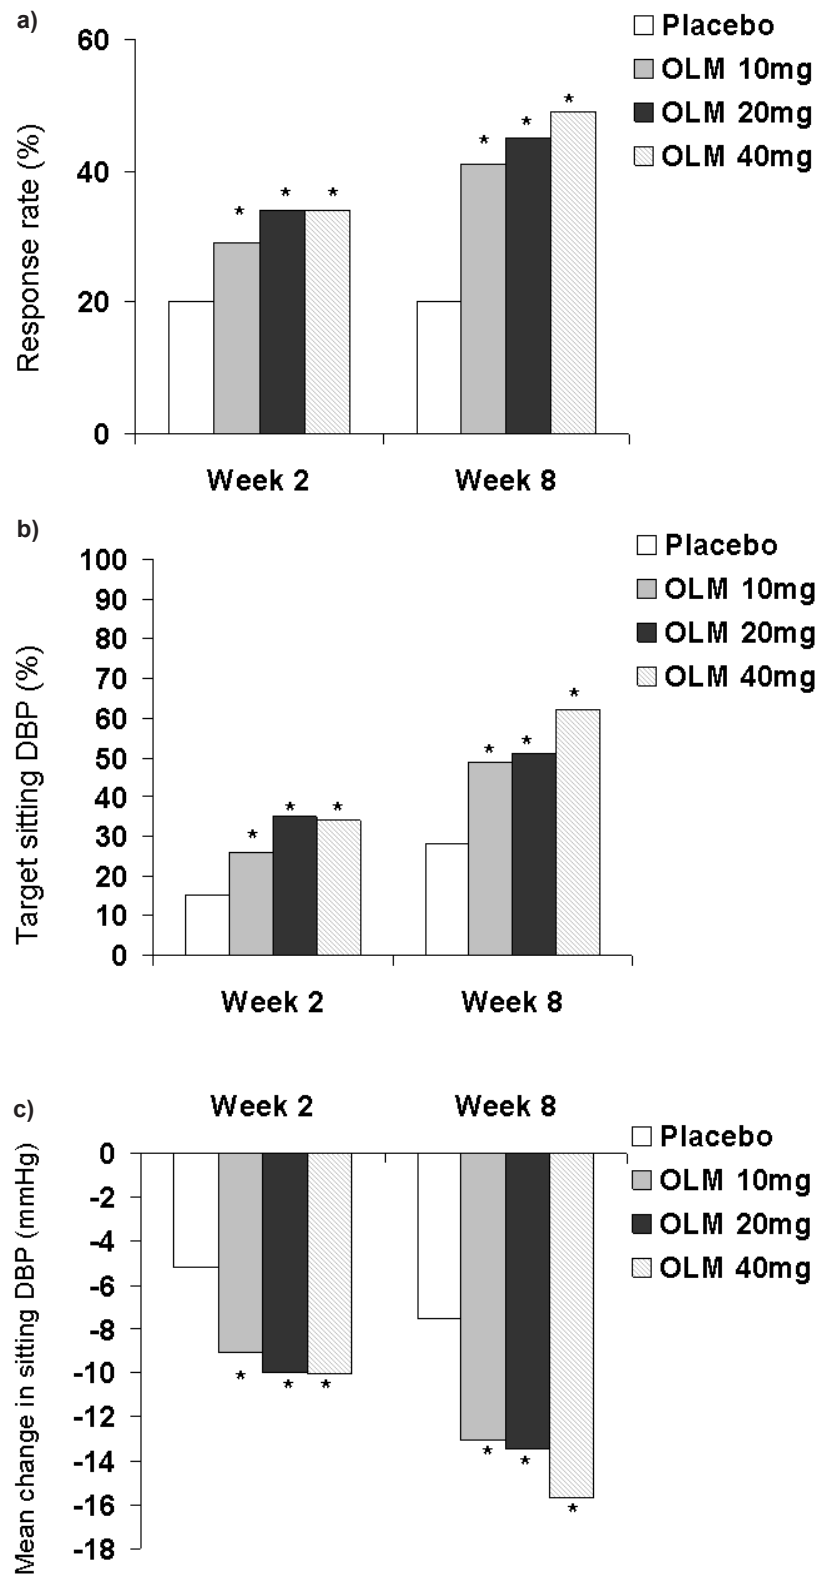 a)
Response rate (%)
60
40
20
0
* * *
* * *
Week 2 Week 8
Placebo
OLM 10mg
OLM 20mg
OLM 40mg
b)
Target sitting DBP (%)
100
90
80
70
60
50
40
30
20
10
0
* * *
* * *
Week 2 Week 8
Placebo
OLM 10mg
OLM 20mg
OLM 40mg
c)
Mean change in sitting DBP (mmHg)
Week 2 Week 8
0
-2
-4
-6
-8
-10
-12
-14
-16
-18
* * *
* * *
Placebo
OLM 10mg
OLM 20mg
OLM 40mg